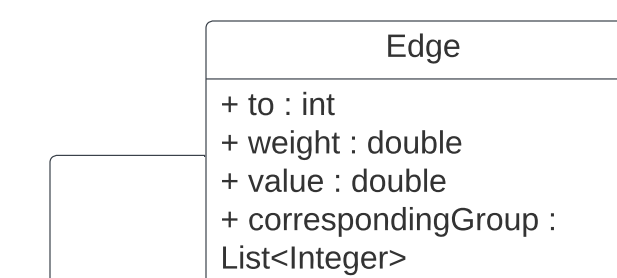 Edge
+ to : int
+ weight : double
+ value : double
+ correspondingGroup :
List<Integer>